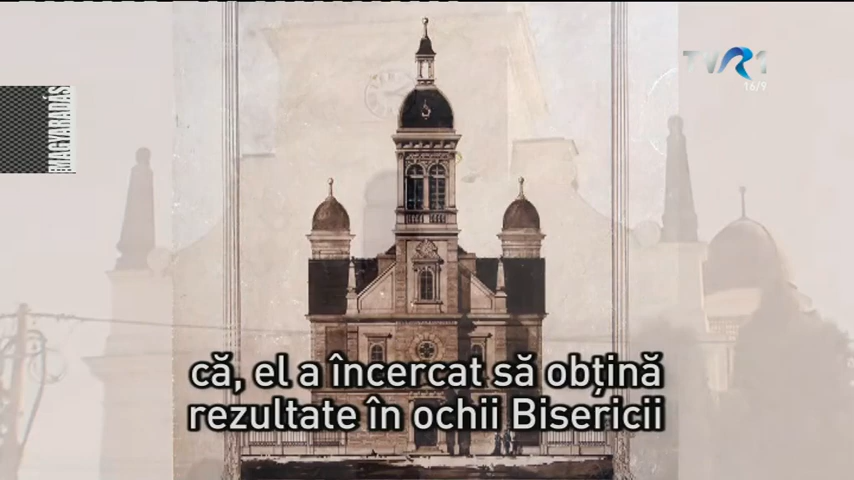 TVR1
16/9
MAGYARADÁS
că, el a încercat să obțină
rezultate în ochii Bisericii